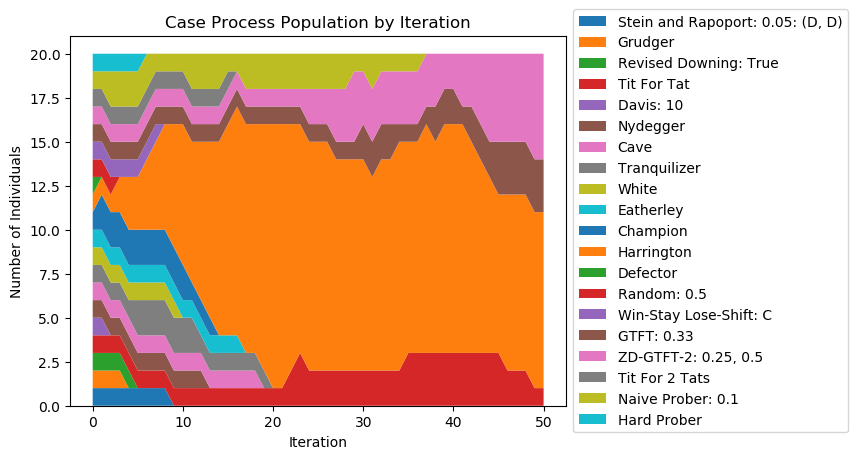 Case Process Population by Iteration
Number of Individuals
20.0
17.5
15.0
12.5
10.0
7.5
5.0
2.5
0.0
0 10 20 30 40 50
Iteration
Stein and Rapoport: 0.05: (D, D)
Grudger
Revised Downing: True
Tit For Tat
Davis: 10
Nydegger
Cave
Tranquilizer
White
Eatherley
Champion
Harrington
Defector
Random: 0.5
Win-Stay Lose-Shift: C
GTFT: 0.33
ZD-GTFT-2: 0.25, 0.5
Tit For 2 Tats
Naive Prober: 0.1
Hard Prober